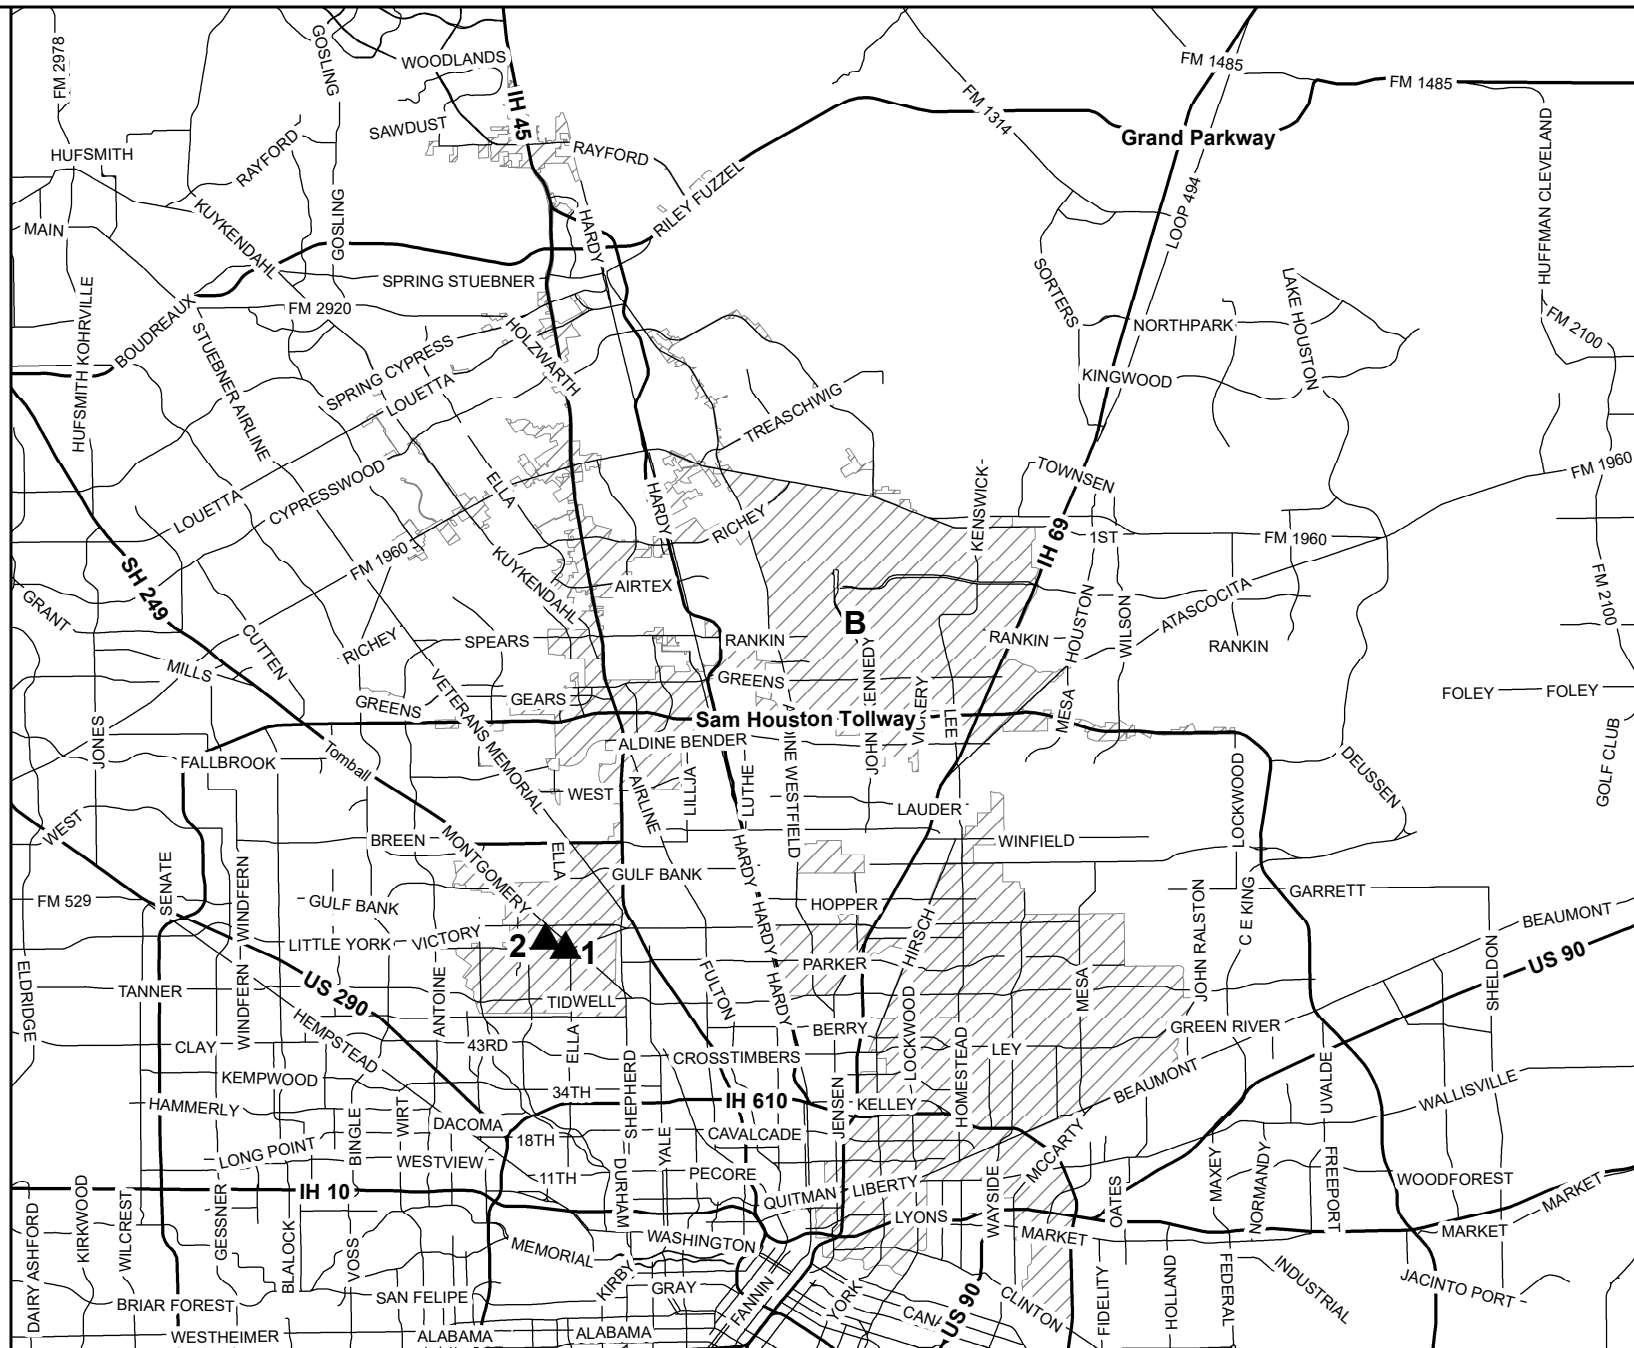 WOODLANDS
GOSLING
FM 2978
IH 45
FM 1485
FM 1485
FM 1314
SAWDUST
Grand Parkway
HUFSMITH
RAYFORD
RAYFORD
HUFFMAN CLEVELAND
RILEY FUZZEL
LOOP 494
KUYKENDAHL
GOSLING
HARDY
MAIN
SPRING STUEBNER
SORTERS
LAKE HOUSTON
FM 2920
HUFSMITH KOHRVILLE
BOUDREAUX
STUEBNER AIRLINE
HOLZWARTH
NORTHPARK
FM 2100
SPRING CYPRESS
LOUETTA
KINGWOOD
TREASCHWIG
CYPRESSWOOD
LOUETTA
ELLA
HARDY
RICHEY
KENSWICK
TOWNSEN
FM 1960
IH 69
1ST
FM 1960
SH 249
FM 1960
KUYKENDAHL
AIRTEX
GRANT
CUTTEN
RICHEY
SPEARS
RANKIN
B
JOHN F KENNEDY
RANKIN
HOUSTON
WILSON
ATASCOCITA
RANKIN
FM 2100
MILLS
VETERANS MEMORIAL
GREENS
GEARS
GREENS
FOLEY
FOLEY
JONES
Sam Houston Tollway
VICKERY
LEE
MESA
GOLF CLUB
FALLBROOK
Tomball
ALDINE BENDER
ALDINE WESTFIELD
DEUSSEN
WEST
AIRLINE
LILLJA
LUTHE
LAUDER
LOCKWOOD
WEST
BREEN
MONTGOMERY
ELLA
HARDY
WINFIELD
SENATE
WINDFERN
GULF BANK
FM 529
GULF BANK
HOPPER
HARDY
HIRSCH
C E KING
JOHN RALSTON
GARRETT
BEAUMONT
LITTLE YORK
VICTORY
2
1
PARKER
US 90
SHELDON
ELDRIDGE
TANNER
WINDFERN
US 290
ANTOINE
TIDWELL
FULTON
HARDY
LOCKWOOD
MESA
HEMPSTEAD
BERRY
GREEN RIVER
CLAY
43RD
ELLA
CROSSTIMBERS
HOMESTEAD
LEY
KEMPWOOD
34TH
SHEPHERD
IH 610
JENSEN
KELLEY
BEAUMONT
UVALDE
WALLISVILLE
HAMMERLY
BINGLE
WIRT
DACOMA
18TH
YALE
CAVALCADE
MCCARTY
LONG POINT
WESTVIEW
11TH
PECORE
QUITMAN
LIBERTY
WAYSIDE
OATES
MAXEY
NORMANDY
FREEPORT
WOODFOREST
MARKET
IH 10
DURHAM
LYONS
DAIRY ASHFORD
KIRKWOOD
WILCREST
GESSNER
BLALOCK
VOSS
MEMORIAL
WASHINGTON
MARKET
MARKET
KIRBY
GRAY
FANNIN
YORK
US 90
CLINTON
FIDELITY
HOLLAND
FEDERAL
INDUSTRIAL
JACINTO PORT
BRIAR FOREST
SAN FELIPE
WESTHEIMER
ALABAMA
ALABAMA